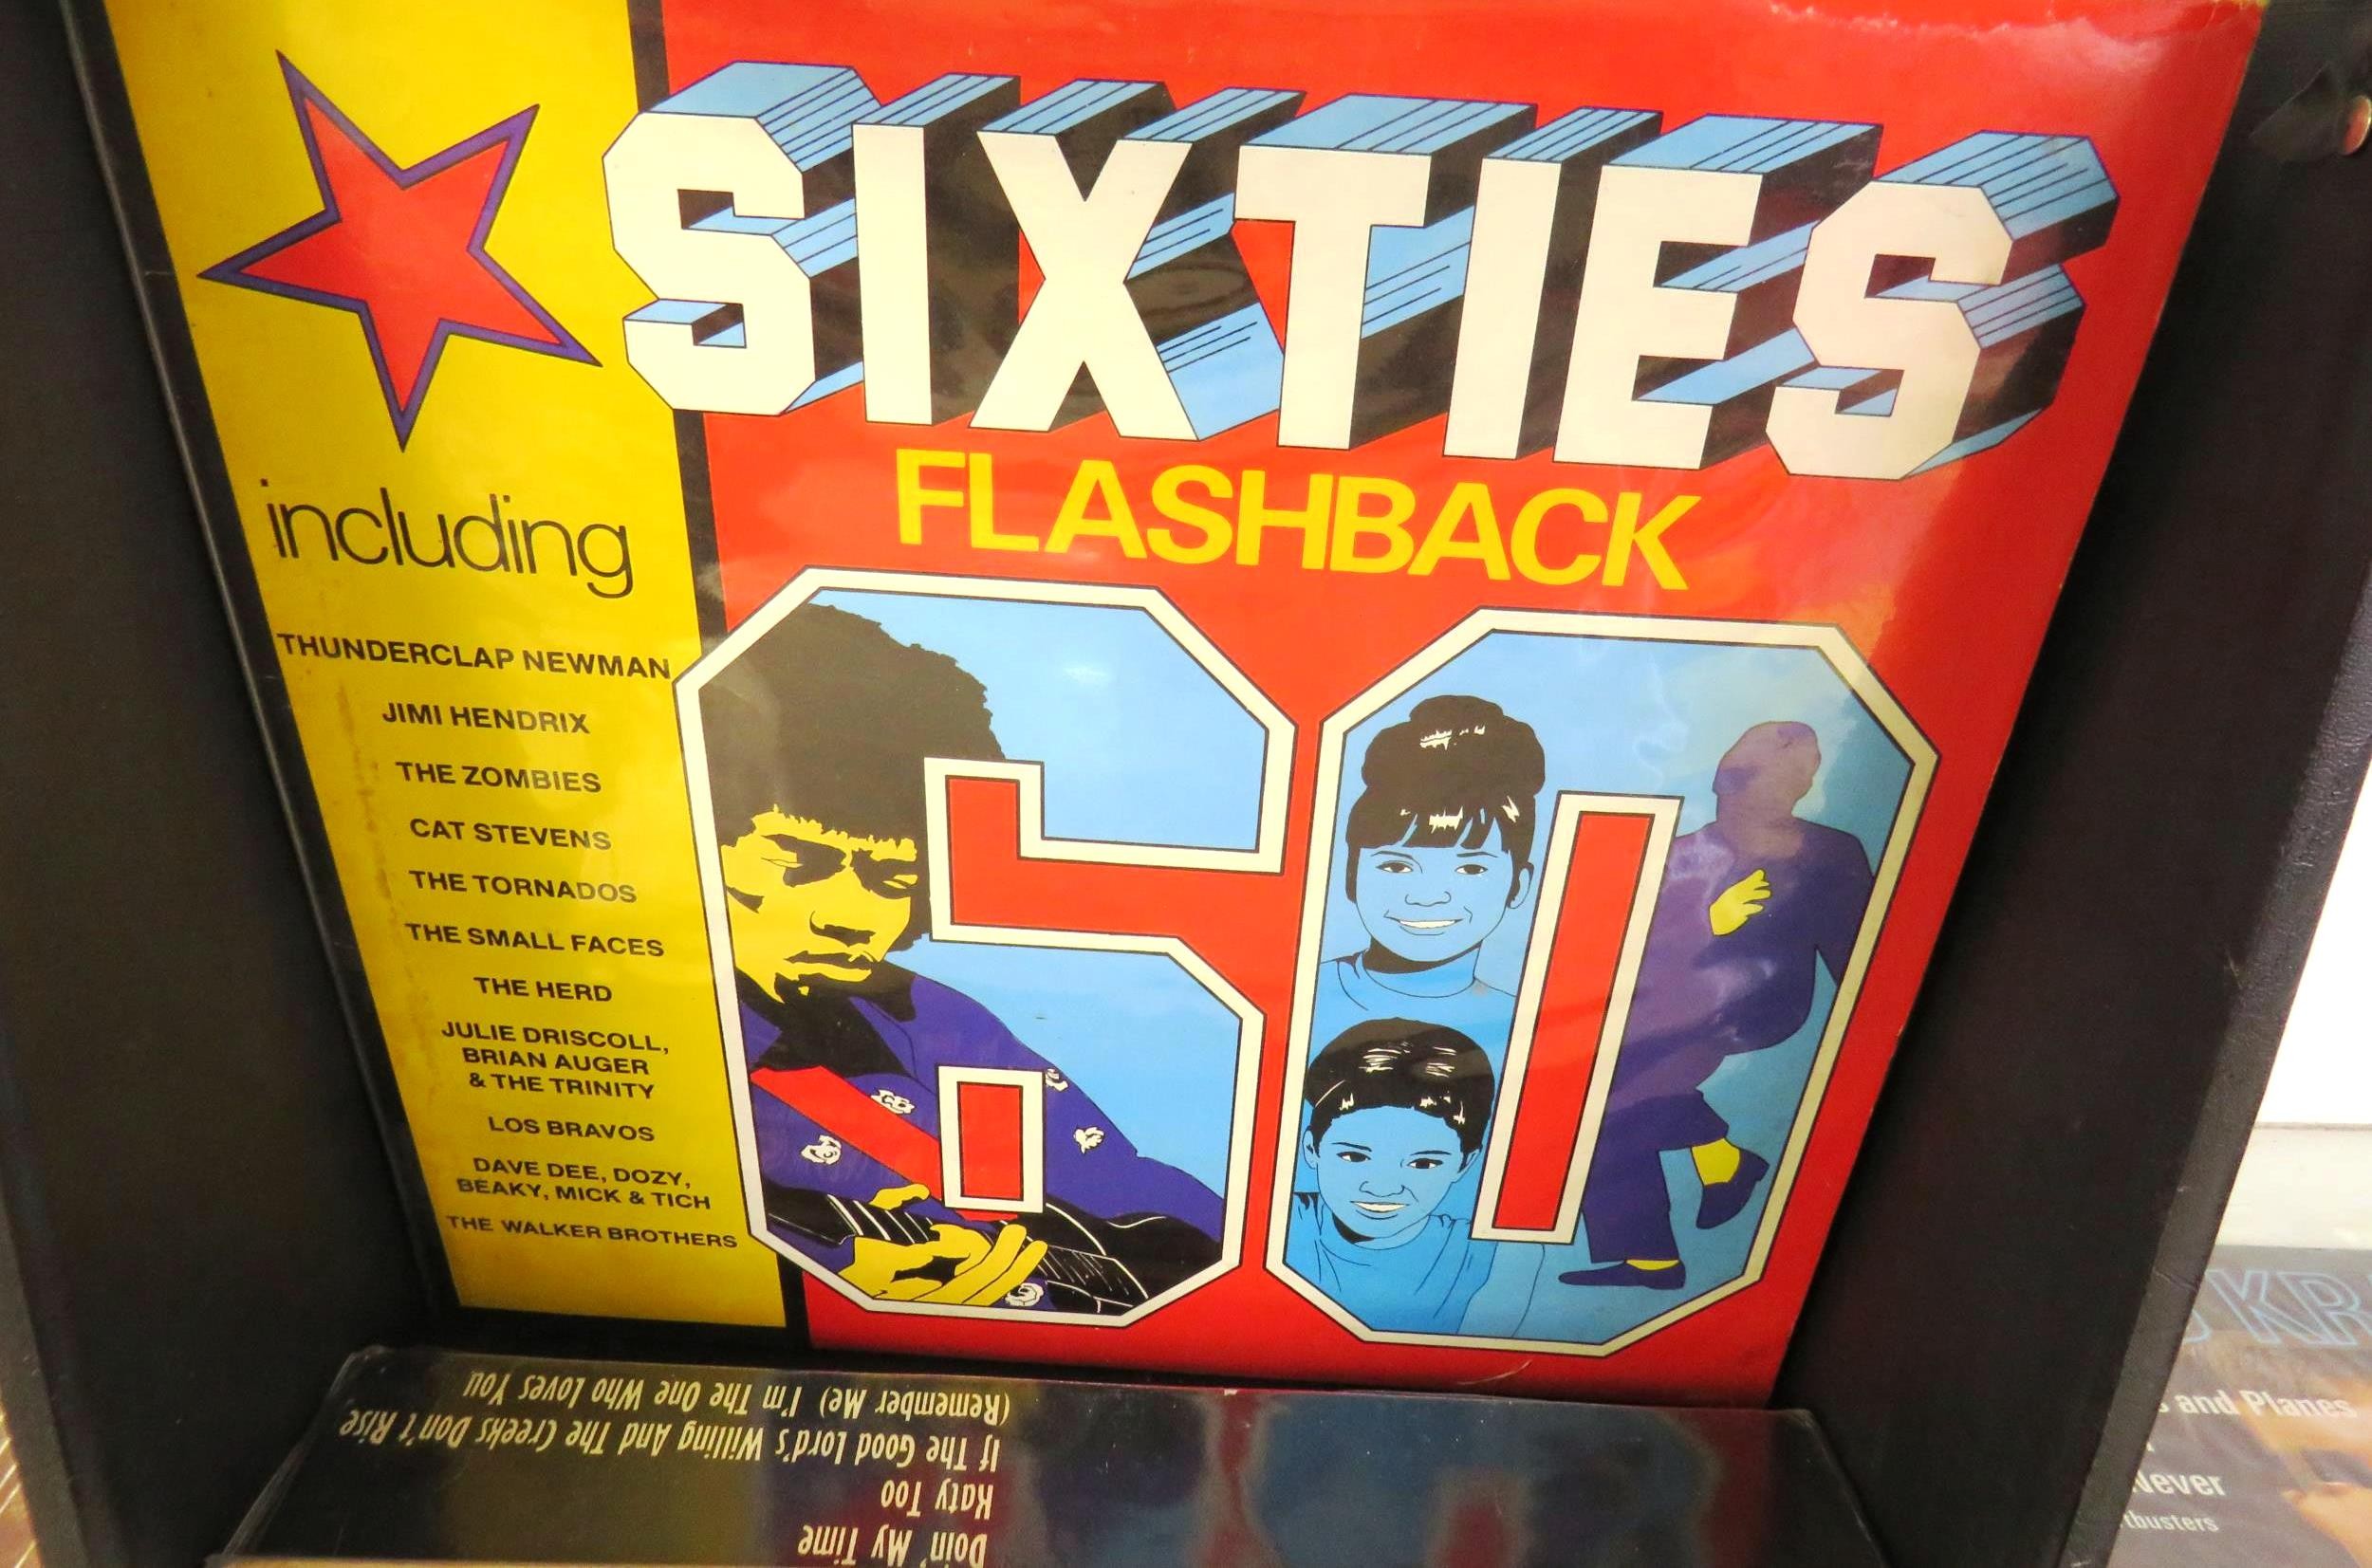 SIXTIES
FLASHBACK
including
THUNDERCLAP NEWMAN
JIMI HENDRIX
THE ZOMBIES
CAT STEVENS
THE TORNADOS
THE SMALL FACES
THE HERD
JULIE DRISCOLL,
BRIAN AUGER
& THE TRINITY
LOS BRAVOS
DAVE DEE, DOZY,
BEAKY, MICK & TICH
THE WALKER BROTHERS
60
(Remember Me) I'm The One Who Loves You
If The Good Lord's Willing And The Creeks Don't Rise
Katy Too
Doin' My Time
KR
and Planes